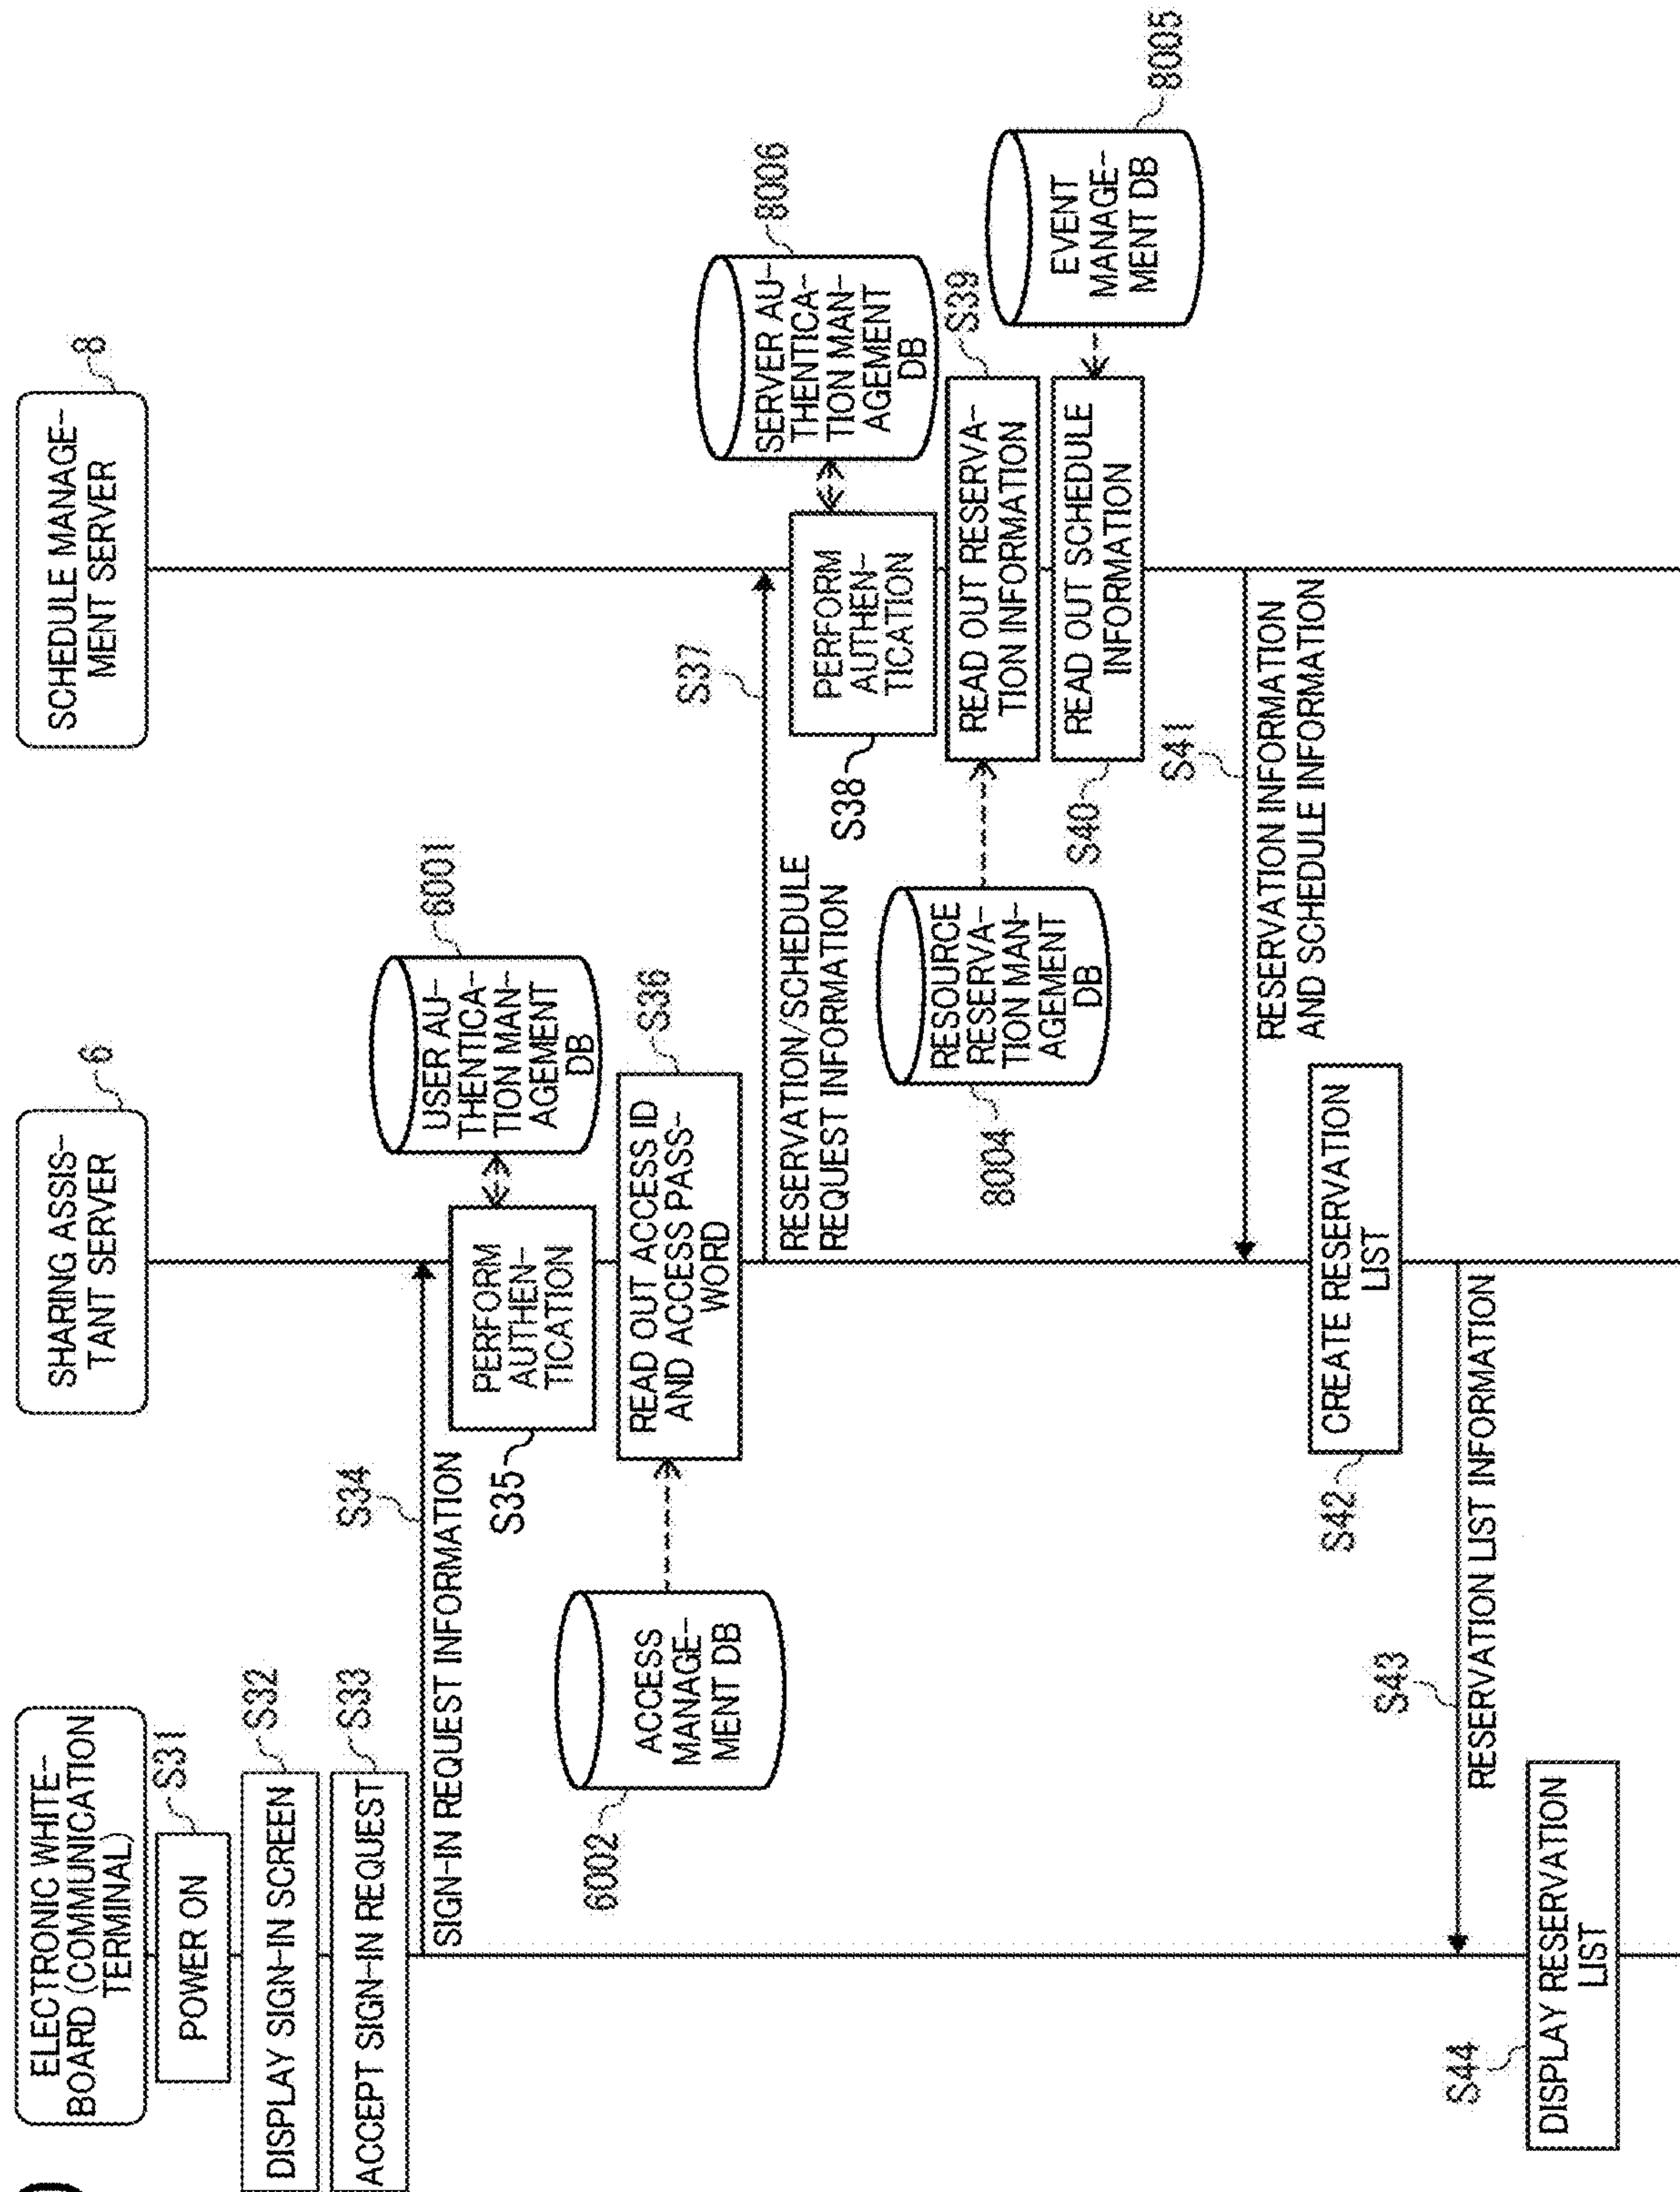 ELECTRONIC WHITE-
BOARD (COMMUNICATION
TERMINAL)
SHARING ASSIS-
TANT SERVER
6
SCHEDULE MANAGE-
MENT SERVER
8
S31
POWER ON
S32
DISPLAY SIGN-IN SCREEN
S33
ACCEPT SIGN-IN REQUEST
S34
SIGN-IN REQUEST INFORMATION
6001
USER AU-
THENTICA-
TION MAN-
AGEMENT
DB
S35
PERFORM
AUTHEN-
TICATION
S36
READ OUT ACCESS ID
AND ACCESS PASS-
WORD
6002
ACCESS
MANAGE-
MENT DB
S37
RESERVATION/SCHEDULE
REQUEST INFORMATION
8006
SERVER AU-
THENTICA-
TION MAN-
AGEMENT
DB
S38
PERFORM
AUTHEN-
TICATION
8004
RESOURCE
RESERVA-
TION MAN-
AGEMENT
DB
S39
READ OUT RESERVA-
TION INFORMATION
8005
EVENT
MANAGE-
MENT DB
S40
READ OUT SCHEDULE
INFORMATION
S41
RESERVATION INFORMATION
AND SCHEDULE INFORMATION
S42
CREATE RESERVATION
LIST
S43
RESERVATION LIST INFORMATION
S44
DISPLAY RESERVATION
LIST